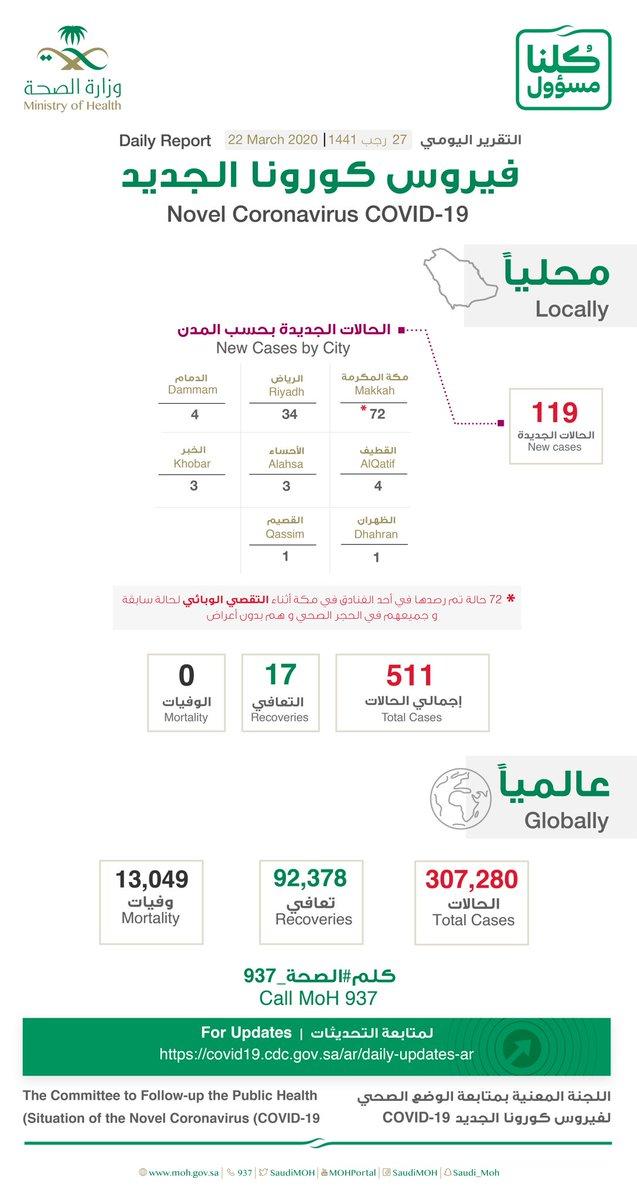 وزارة الصحة
Ministry of Health
كُلنا
مسؤول
التقرير اليومي 27 رجب 1441 | 22 March 2020 Daily Report
فيروس كورونا الجديد
Novel Coronavirus COVID-19
محلياً
Locally
الحالات الجديدة بحسب المدن
New Cases by City
119
الحالات الجديدة
New cases
مكة المكرمة
Makkah
* 72
الرياض
Riyadh
34
الدمام
Dammam
4
القطيف
AlQatif
4
الأحساء
Alahsa
3
الخبر
Khobar
3
الظهران
Dhahran
1
القصيم
Qassim
1
* 72 حالة تم رصدها في أحد الفنادق في مكة أثناء التقصي الوبائي لحالة سابقة
و جميعهم في الحجر الصحي و هم بدون أعراض
511
إجمالي الحالات
Total Cases
17
التعافي
Recoveries
0
الوفيات
Mortality
عالمياً
Globally
307,280
الحالات
Total Cases
92,378
تعافي
Recoveries
13,049
وفيات
Mortality
كلم#الصحة_937
Call MoH 937
لمتابعة التحديثات | For Updates
https://covid19.cdc.gov.sa/ar/daily-updates-ar
اللجنة المعنية بمتابعة الوضع الصحي
لفيروس كورونا الجديد COVID-19
The Committee to Follow-up the Public Health
(Situation of the Novel Coronavirus (COVID-19
www.moh.gov.sa | 937 | SaudiMOH | MOHPortal | SaudiMOH | Saudi_Moh